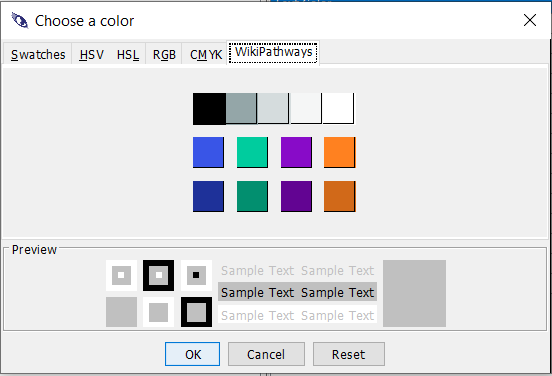 Choose a color
Swatches HSV HSL RGB CMYK WikiPathways
Preview
Sample Text Sample Text
Sample Text Sample Text
Sample Text Sample Text
OK Cancel Reset